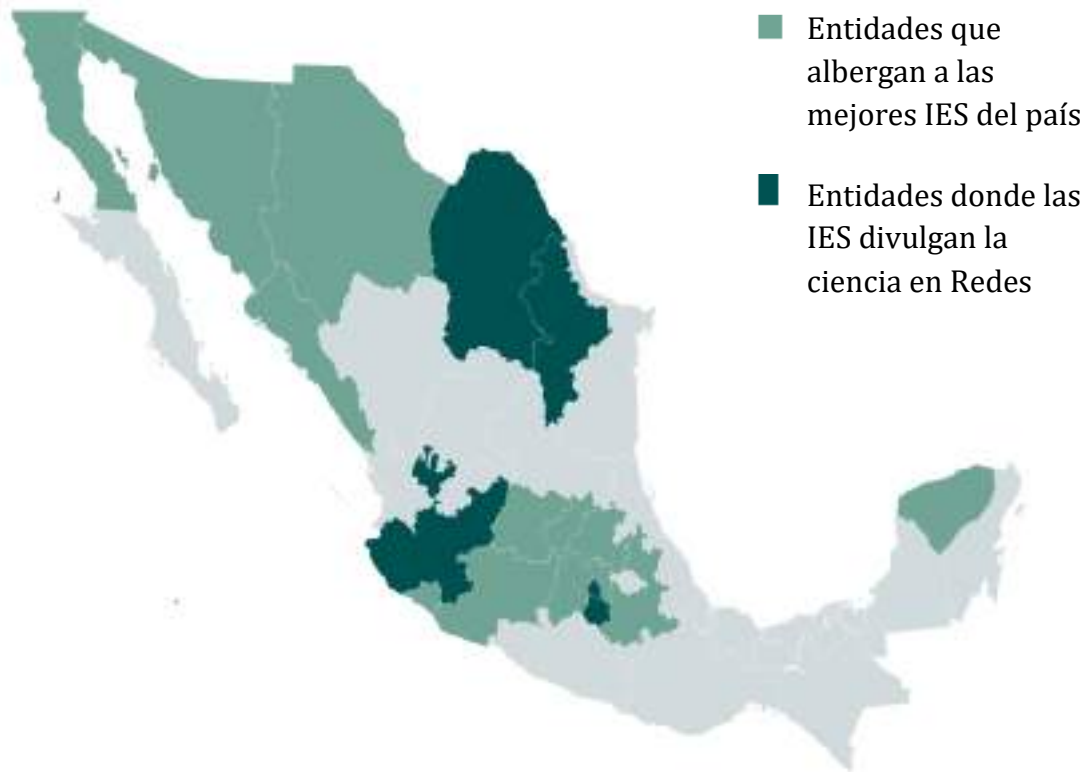 Entidades que
albergan a las
mejores IES del país
Entidades donde las
IES divulgan la
ciencia en Redes